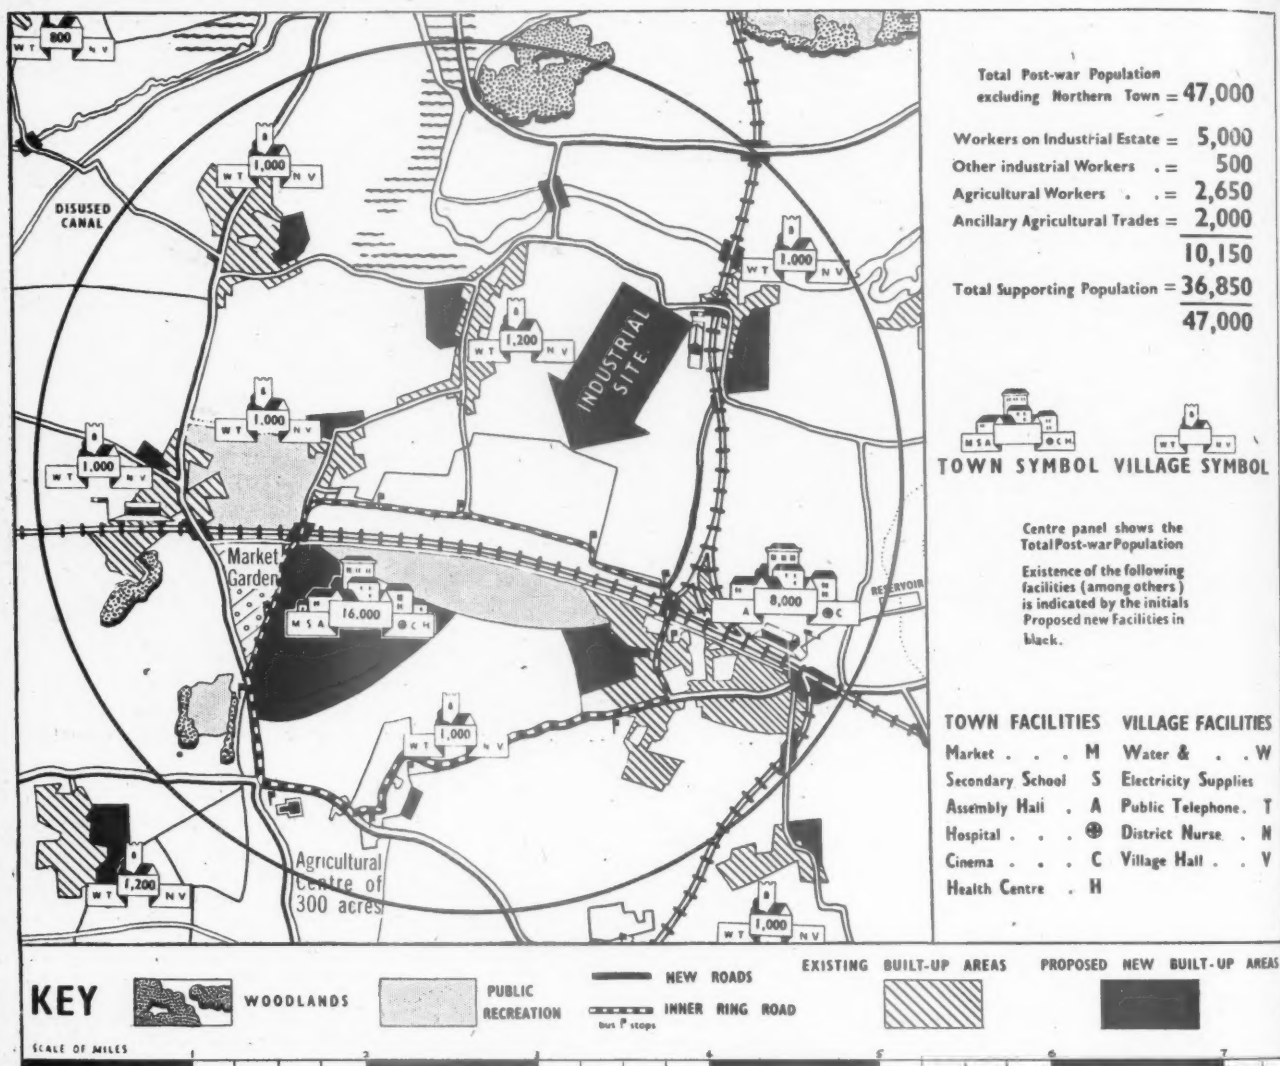 800
W T N V
1,000
W T N V
DISUSED
CANAL
1.000
W T N V
1,200
W T N V
INDUSTRIAL
SITE.
1.000
W T N V
1,000
W T N V
Market
Garden
16.000
M S A C H
8,000
A C
RESERVOIR
1,000
W T N V
Agricultural
Centre of
300 acres
1,200
W T N V
1,000
W T N V
Total Post-war Population
excluding Northern Town = 47,000
Workers on Industrial Estate = 5,000
Other industrial Workers . = 500
Agricultural Workers . . = 2,650
Ancillary Agricultural Trades = 2,000
10,150
Total Supporting Population = 36,850
47,000
M S A C H
W T N V
TOWN SYMBOL VILLAGE SYMBOL
Centre panel shows the
Total Post-war Population
Existence of the following
facilities (among others)
is indicated by the initials
Proposed new Facilities in
black.
TOWN FACILITIES VILLAGE FACILITIES
Market . . . M Water & . . W
Secondary School S Electricity Supplies
Assembly Hall . A Public Telephone. T
Hospital . . . ⊕ District Nurse . N
Cinema . . . C Village Hall . . V
Health Centre . H
KEY
WOODLANDS
PUBLIC
RECREATION
NEW ROADS
INNER RING ROAD
bus stops
EXISTING BUILT-UP AREAS
PROPOSED NEW BUILT-UP AREAS
SCALE OF MILES
1 2 3 4 5 6 7